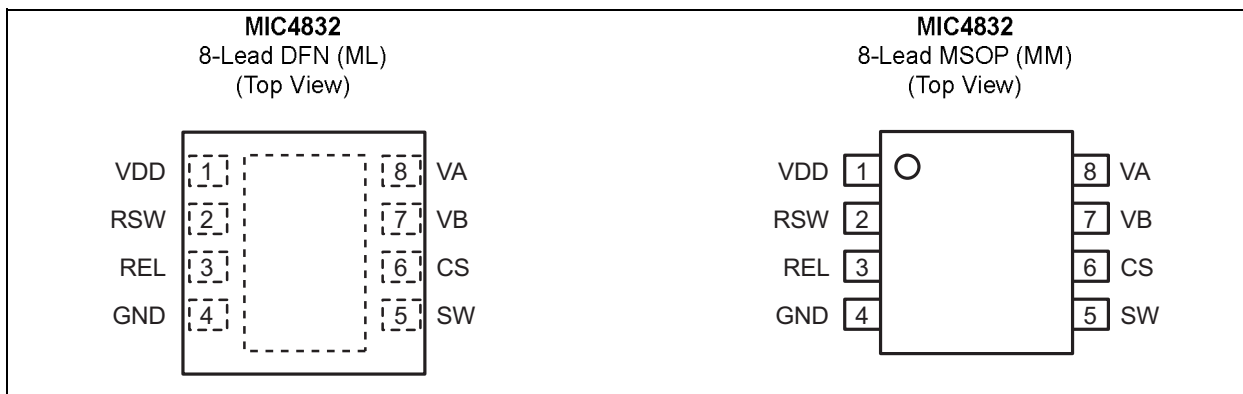 MIC4832
8-Lead DFN (ML)
(Top View)
VDD 1 8 VA
RSW 2 7 VB
REL 3 6 CS
GND 4 5 SW
MIC4832
8-Lead MSOP (MM)
(Top View)
VDD 1 8 VA
RSW 2 7 VB
REL 3 6 CS
GND 4 5 SW